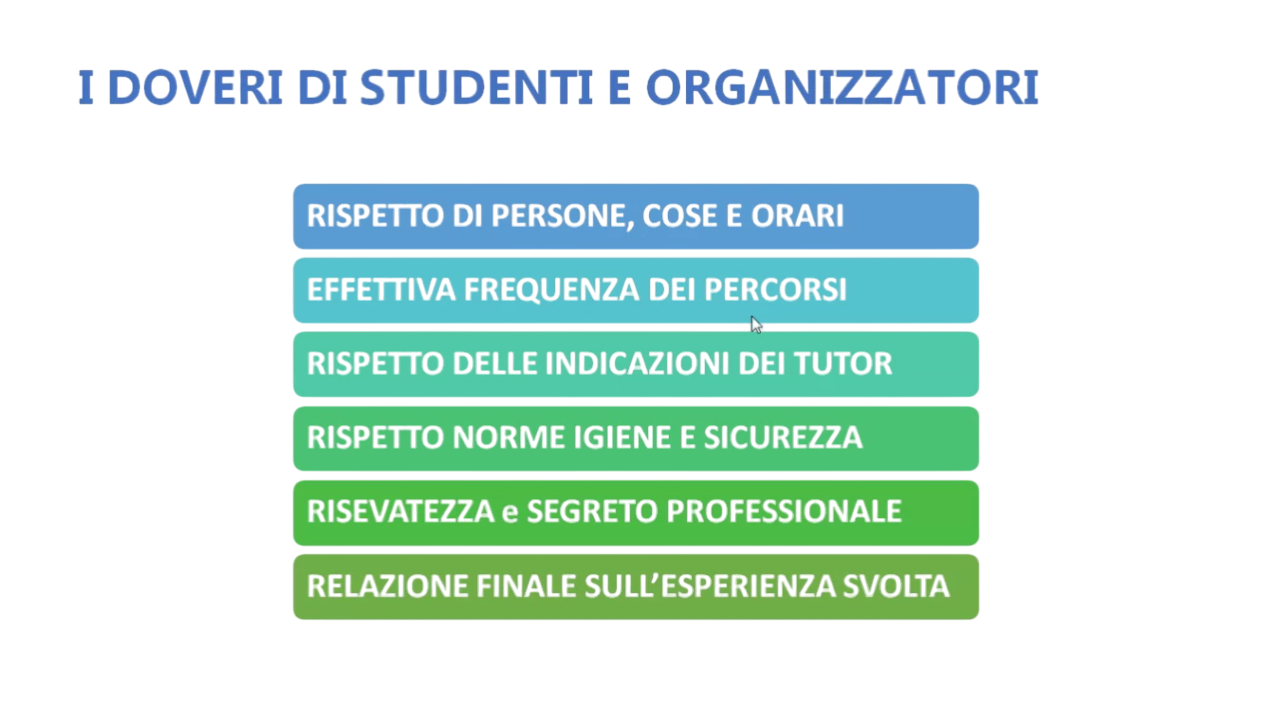 I DOVERI DI STUDENTI E ORGANIZZATORI
RISPETTO DI PERSONE, COSE E ORARI
EFFETTIVA FREQUENZA DEI PERCORSI
RISPETTO DELLE INDICAZIONI DEI TUTOR
RISPETTO NORME IGIENE E SICUREZZA
RISEVATEZZA e SEGRETO PROFESSIONALE
RELAZIONE FINALE SULL’ESPERIENZA SVOLTA